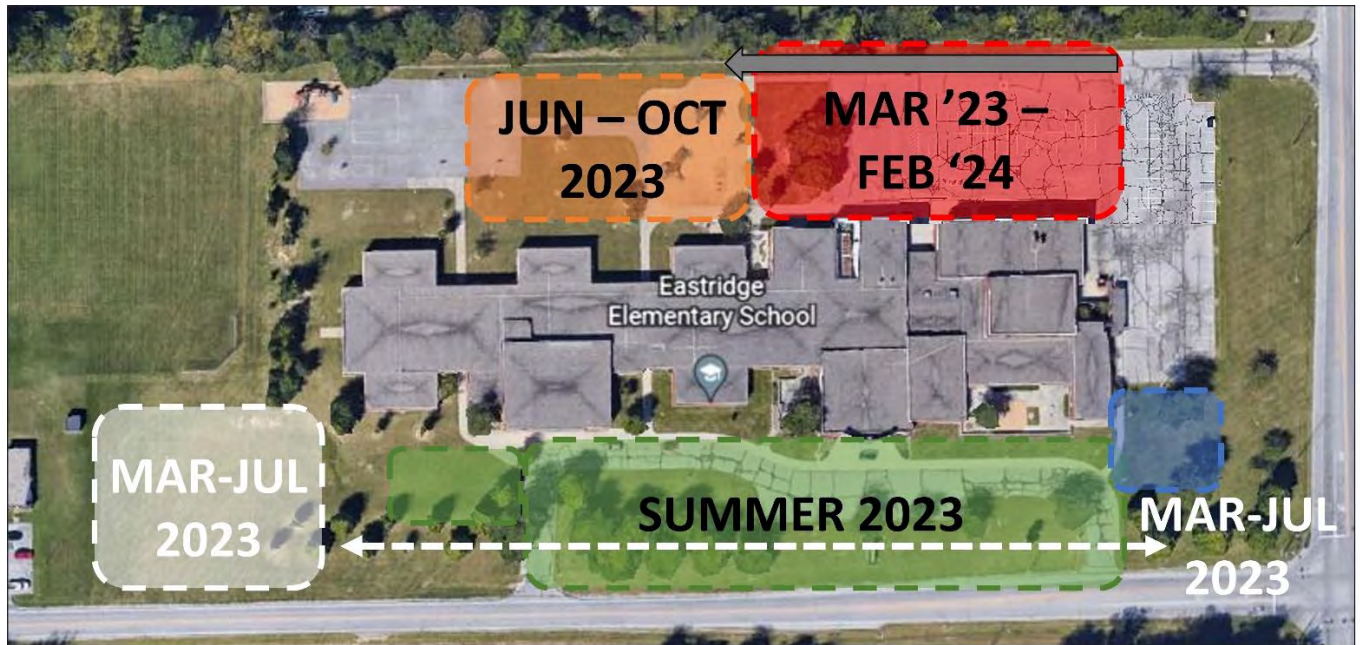 JUN – OCT
2023
MAR ’23 –
FEB ‘24
Eastridge
Elementary School
MAR-JUL
2023
SUMMER 2023
MAR-JUL
2023